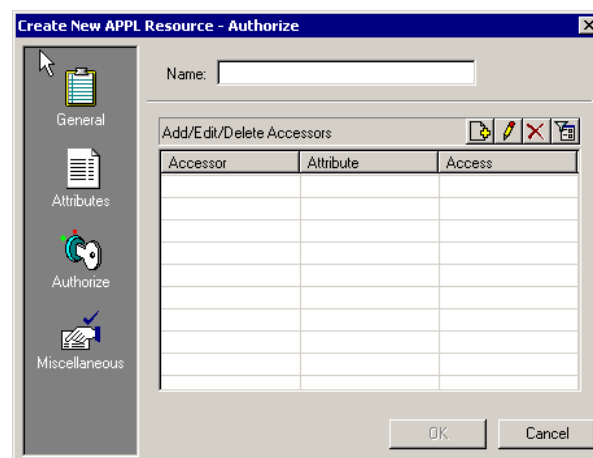 Create New APPL Resource - Authorize
Name:
General
Add/Edit/Delete Accessors
Accessor Attribute Access
Attributes
Authorize
Miscellaneous
OK Cancel